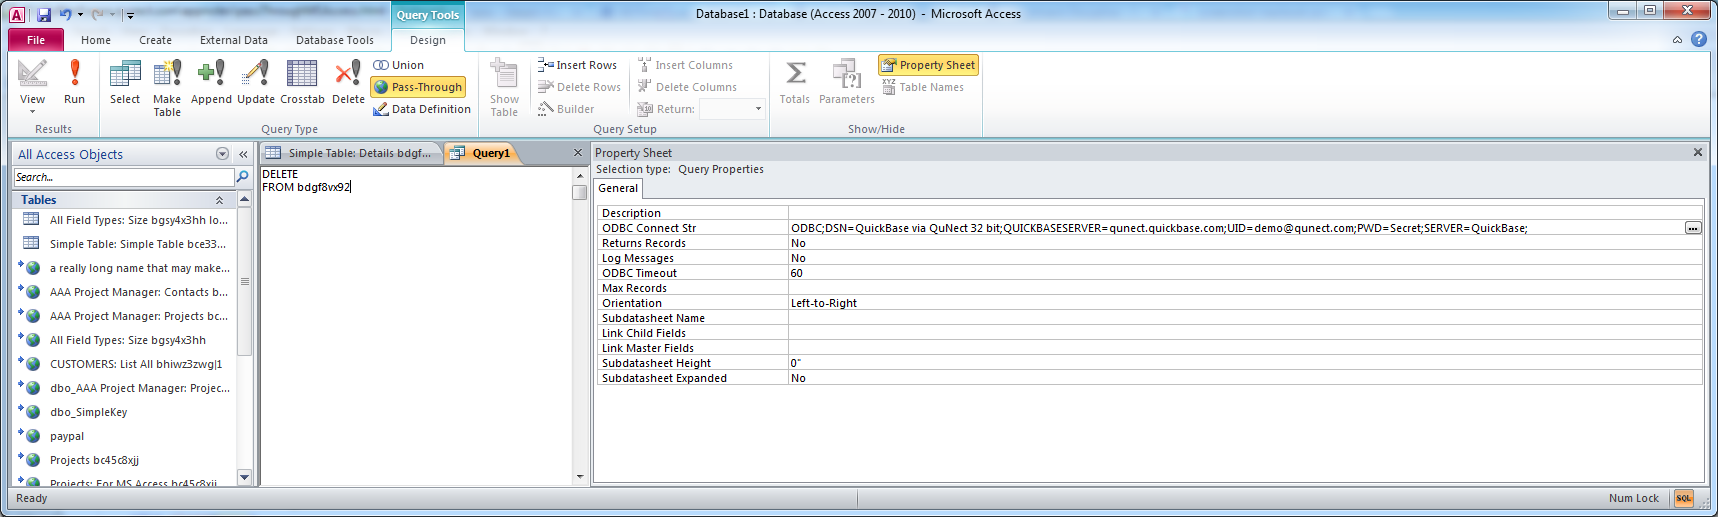 Query Tools
Database1 : Database (Access 2007 - 2010) - Microsoft Access
File Home Create External Data Database Tools Design
View
Run
Results
Select
Make Table
Append
Update
Crosstab
Delete
Union
Pass-Through
Data Definition
Query Type
Show Table
Insert Rows
Delete Rows
Builder
Insert Columns
Delete Columns
Return:
Query Setup
Totals
Parameters
Property Sheet
Table Names
Show/Hide
All Access Objects
Search...
Tables
All Field Types: Size bgsy4x3hh lo...
Simple Table: Simple Table bce33...
a really long name that may make...
AAA Project Manager: Contacts b...
AAA Project Manager: Projects bc...
All Field Types: Size bgsy4x3hh
CUSTOMERS: List All bhiwz3zwg|1
dbo_AAA Project Manager: Projec...
dbo_SimpleKey
paypal
Projects bc45c8xjj
Projects: For MS Access bc45c8xjj
Simple Table: Details bdgf...
Query1
DELETE
FROM bdgf8vx92
Property Sheet
Selection type: Query Properties
General
Description
ODBC Connect Str ODBC;DSN=QuickBase via QuNect 32 bit;QUICKBASESERVER=qunect.quickbase.com;UID=demo@qunect.com;PWD=Secret;SERVER=QuickBase;
Returns Records No
Log Messages No
ODBC Timeout 60
Max Records
Orientation Left-to-Right
Subdatasheet Name
Link Child Fields
Link Master Fields
Subdatasheet Height 0"
Subdatasheet Expanded No
Ready
Num Lock
SQL